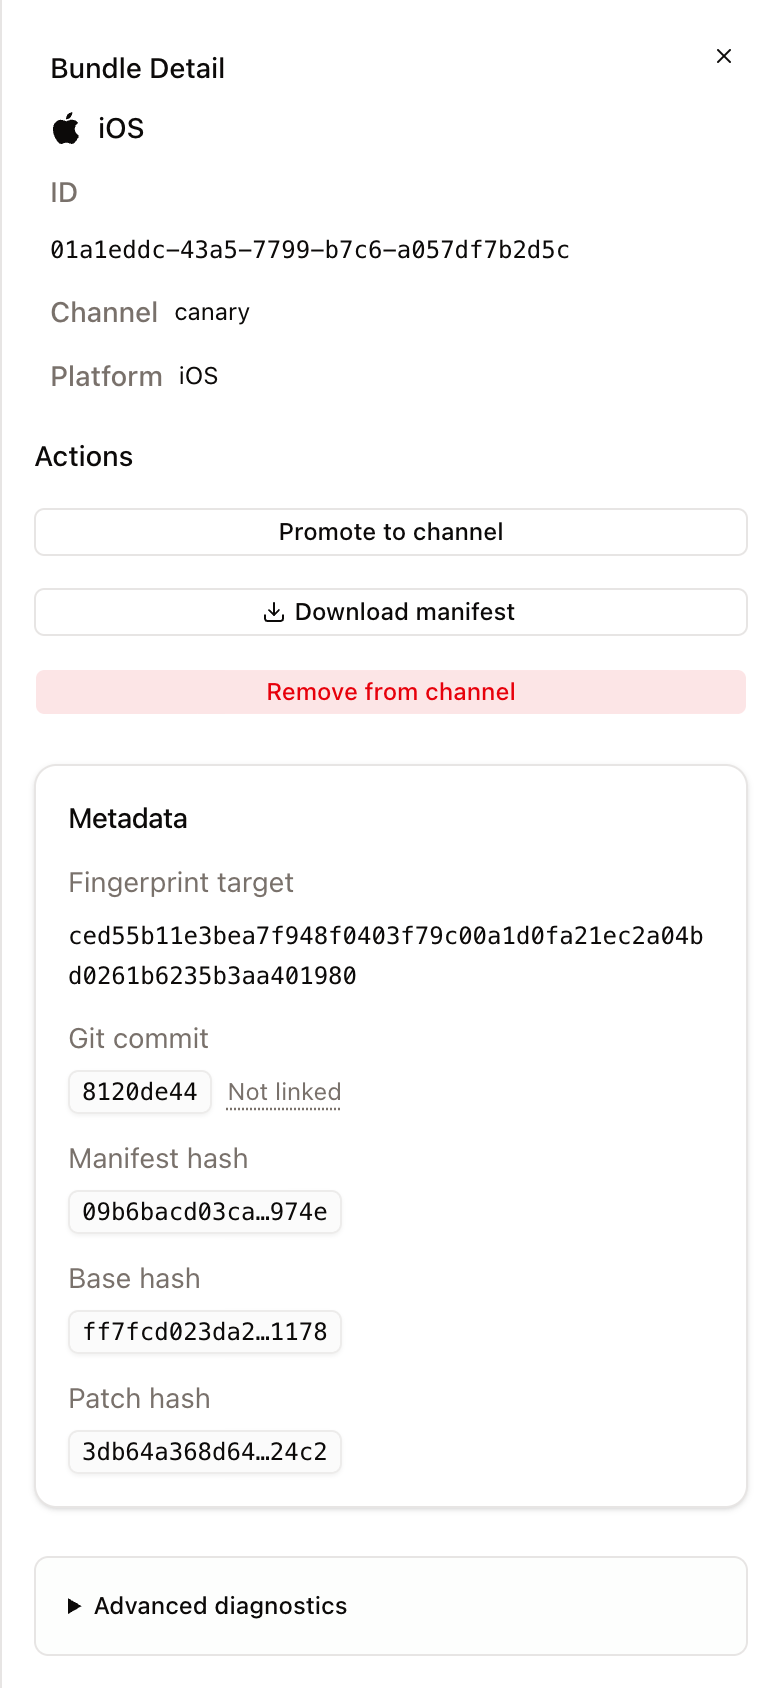 Bundle Detail
iOS
ID
01a1eddc-43a5-7799-b7c6-a057df7b2d5c
Channel canary
Platform iOS
Actions
Promote to channel
Download manifest
Remove from channel
Metadata
Fingerprint target
ced55b11e3bea7f948f0403f79c00a1d0fa21ec2a04b
d0261b6235b3aa401980
Git commit
8120de44 Not linked
Manifest hash
09b6bacd03ca…974e
Base hash
ff7fcd023da2…1178
Patch hash
3db64a368d64…24c2
Advanced diagnostics